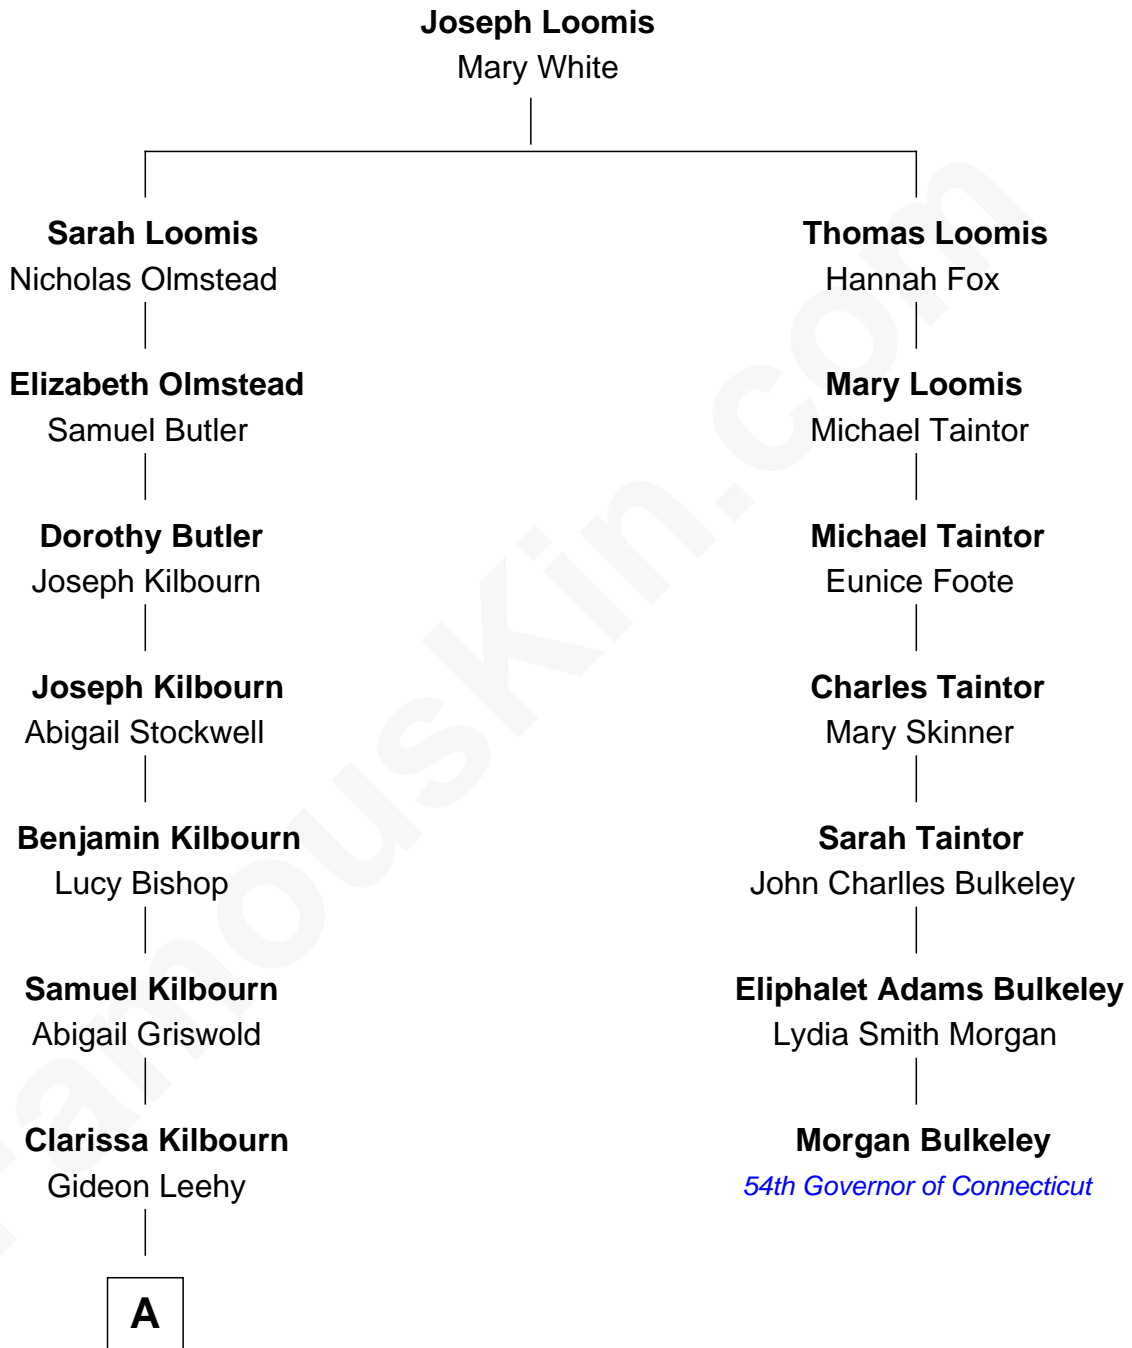 Joseph Loomis
Mary White
Sarah Loomis
Nicholas Olmstead
Elizabeth Olmstead
Samuel Butler
Dorothy Butler
Joseph Kilbourn
Joseph Kilbourn
Abigail Stockwell
Benjamin Kilbourn
Lucy Bishop
Samuel Kilbourn
Abigail Griswold
Clarissa Kilbourn
Gideon Leehy
A
Thomas Loomis
Hannah Fox
Mary Loomis
Michael Taintor
Michael Taintor
Eunice Foote
Charles Taintor
Mary Skinner
Sarah Taintor
John Charlles Bulkeley
Eliphalet Adams Bulkeley
Lydia Smith Morgan
Morgan Bulkeley
54th Governor of Connecticut
FamousKin.com